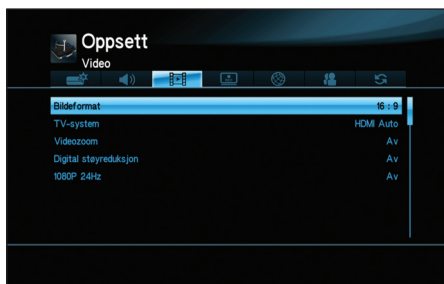 Oppsett
Video
Bildeformat 16 : 9
TV-system HDMI Auto
Videozoom Av
Digital støyreduksjon Av
1080P 24Hz Av